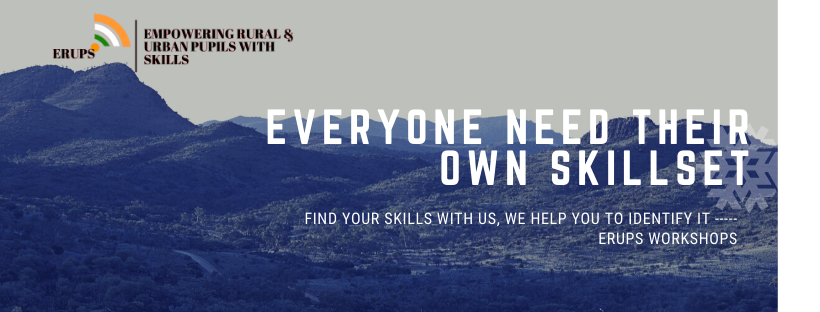 ERUPS
EMPOWERING RURAL &
URBAN PUPILS WITH
SKILLS
EVERYONE NEED THEIR
OWN SKILLSET
FIND YOUR SKILLS WITH US, WE HELP YOU TO IDENTIFY IT -----
ERUPS WORKSHOPS